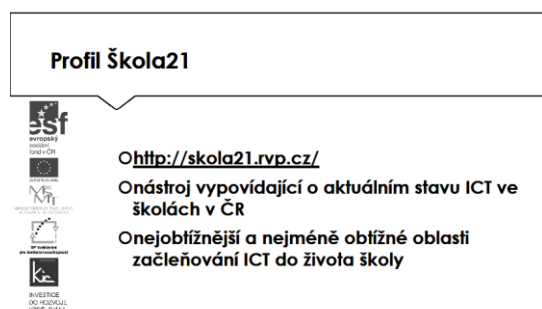 Profil Škola21
esf
evropský
sociální
fond v ČR
http://skola21.rvp.cz/
nástroj vypovídající o aktuálním stavu ICT ve
školách v ČR
nejobtížnější a nejméně obtížné oblasti
začleňování ICT do života školy
INVESTICE
DO ROZVOJE